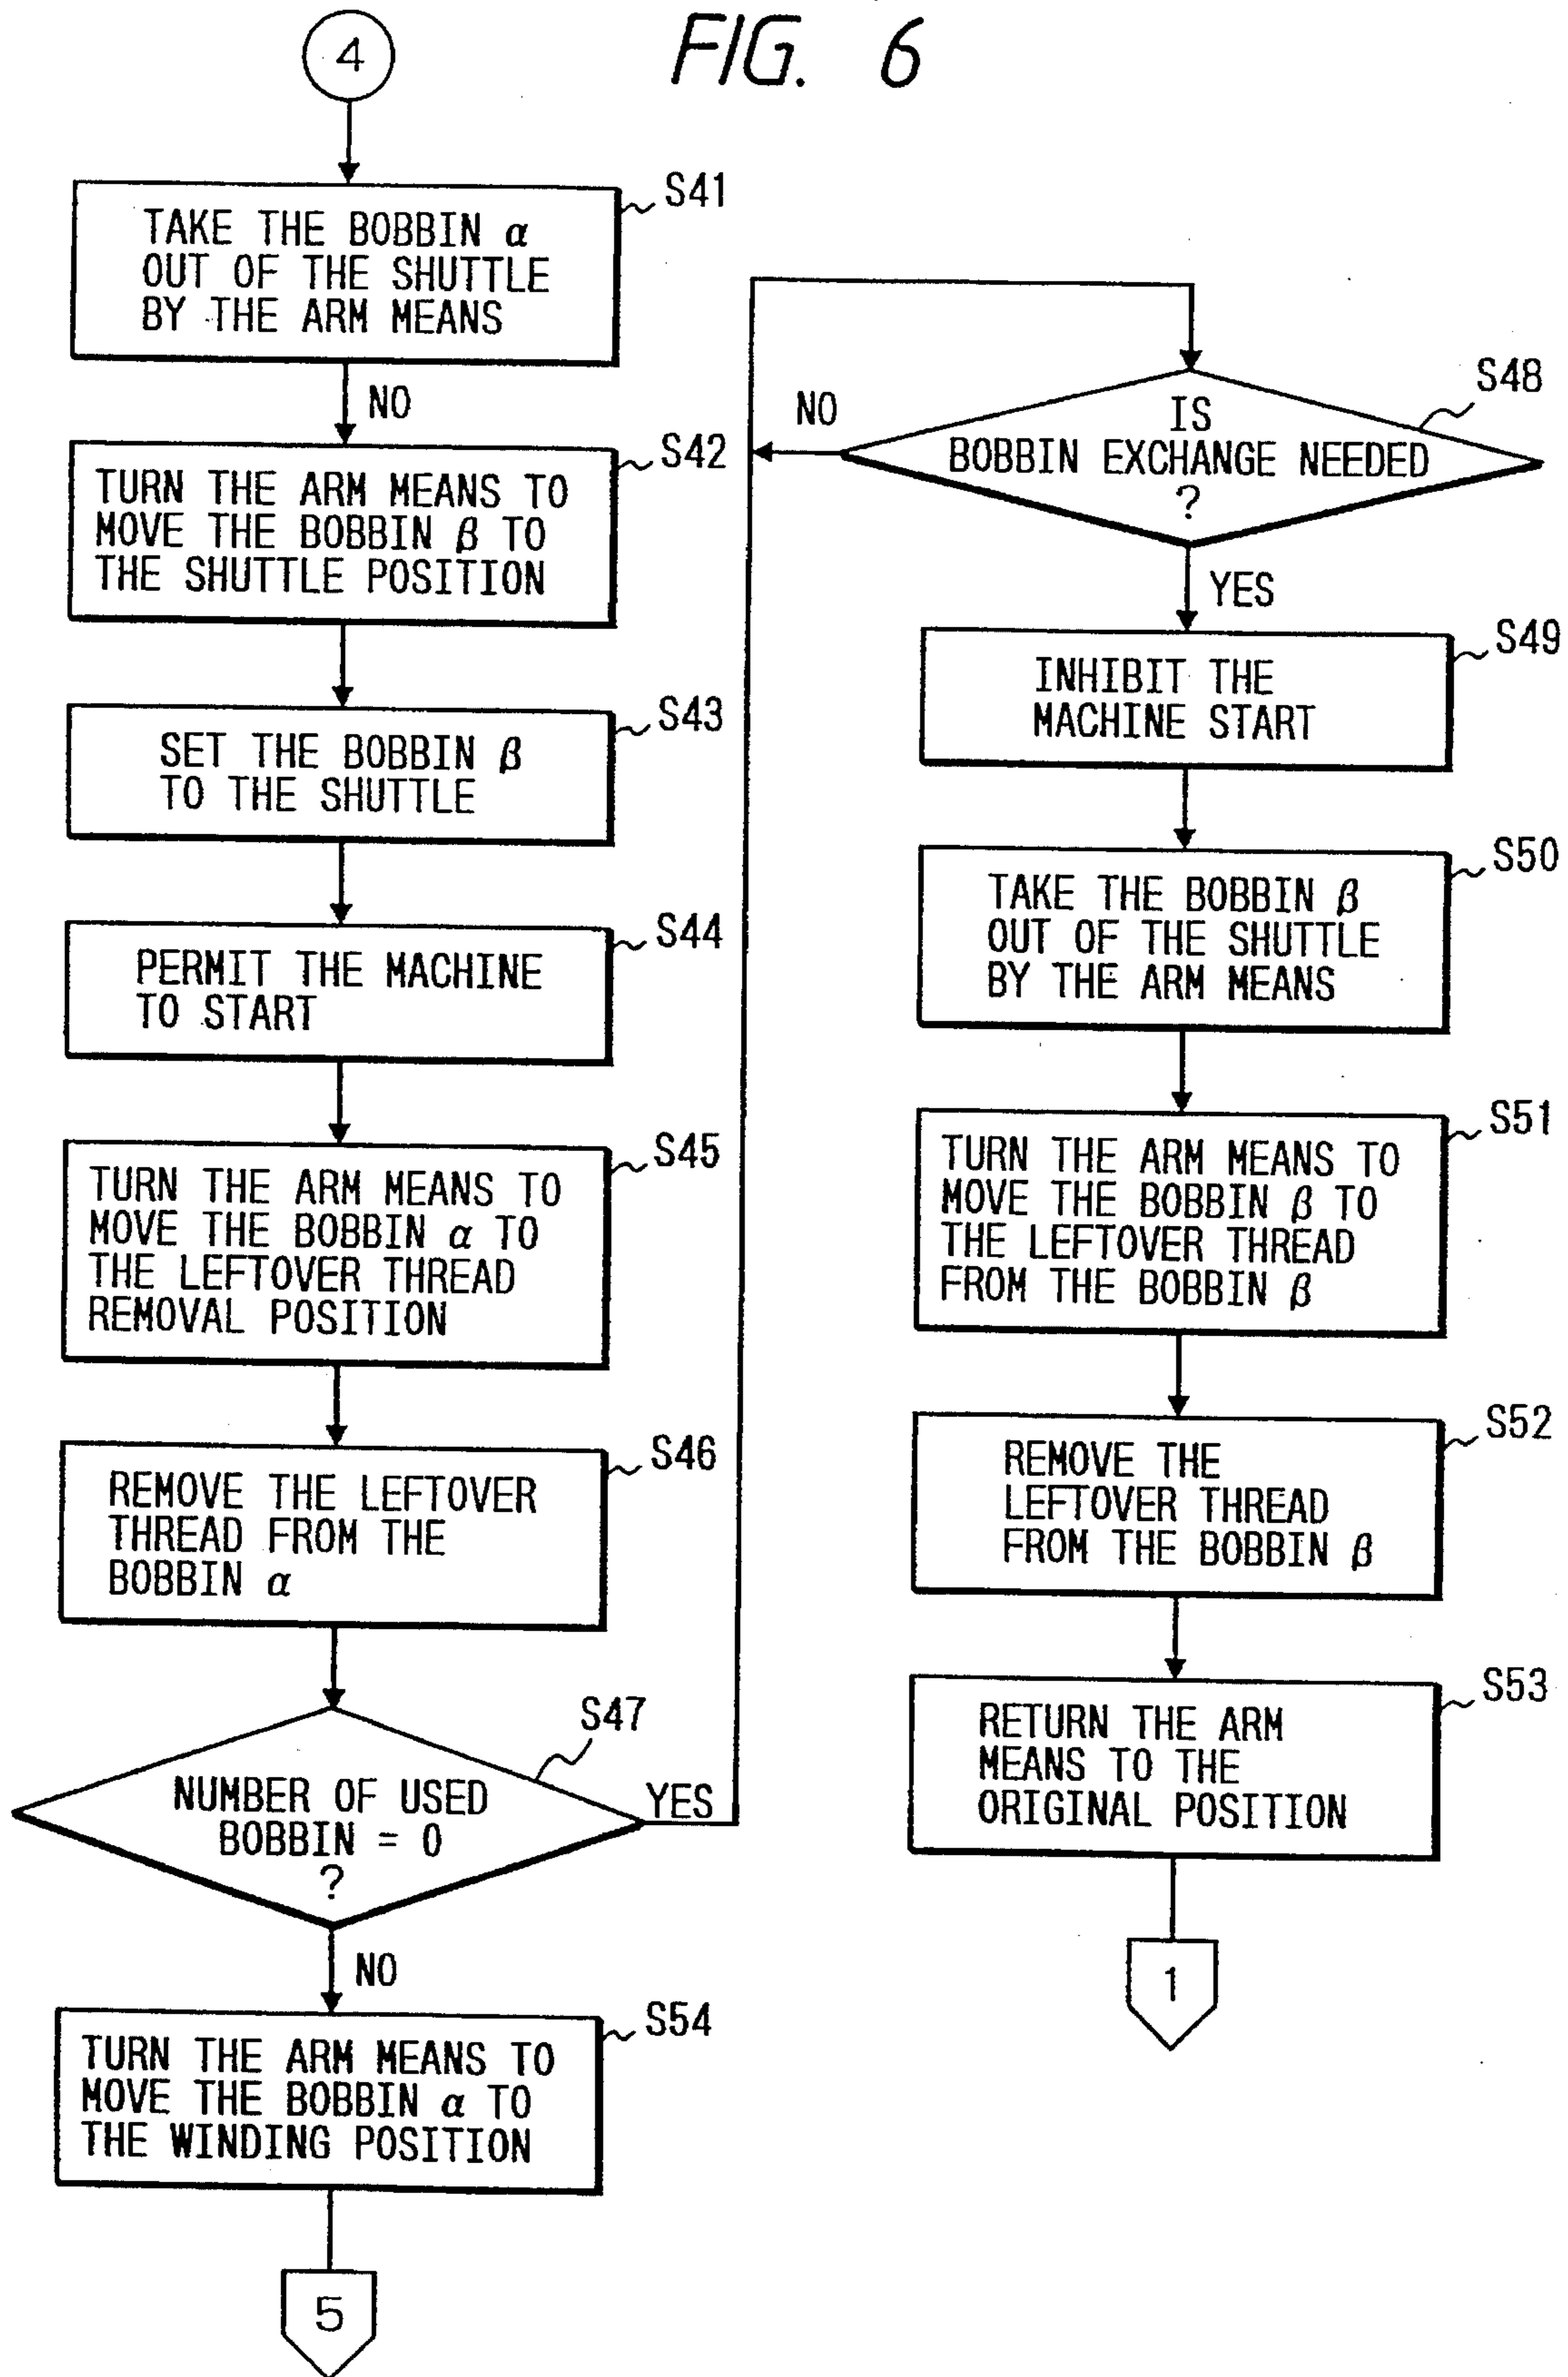 FIG. 6
4
S41
TAKE THE BOBBIN α
OUT OF THE SHUTTLE
BY THE ARM MEANS
NO
S42
TURN THE ARM MEANS TO
MOVE THE BOBBIN β TO
THE SHUTTLE POSITION
S43
SET THE BOBBIN β
TO THE SHUTTLE
S44
PERMIT THE MACHINE
TO START
S45
TURN THE ARM MEANS TO
MOVE THE BOBBIN α TO
THE LEFTOVER THREAD
REMOVAL POSITION
S46
REMOVE THE LEFTOVER
THREAD FROM THE
BOBBIN α
S47
NUMBER OF USED
BOBBIN = 0
?
YES
NO
S54
TURN THE ARM MEANS TO
MOVE THE BOBBIN α TO
THE WINDING POSITION
5
S48
IS
BOBBIN EXCHANGE NEEDED
?
NO
YES
S49
INHIBIT THE
MACHINE START
S50
TAKE THE BOBBIN β
OUT OF THE SHUTTLE
BY THE ARM MEANS
S51
TURN THE ARM MEANS TO
MOVE THE BOBBIN β TO
THE LEFTOVER THREAD
FROM THE BOBBIN β
S52
REMOVE THE
LEFTOVER THREAD
FROM THE BOBBIN β
S53
RETURN THE ARM
MEANS TO THE
ORIGINAL POSITION
1